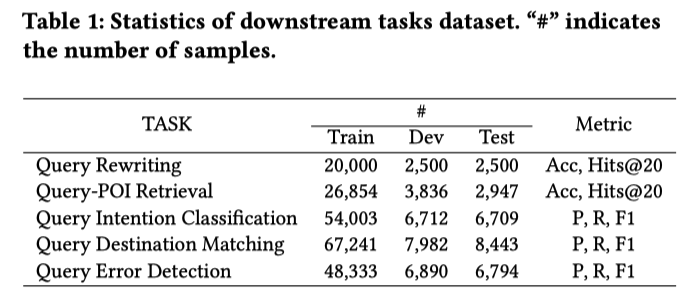 Table 1: Statistics of downstream tasks dataset. “#” indicates
the number of samples.
TASK # Metric
Train Dev Test
Query Rewriting 20,000 2,500 2,500 Acc, Hits@20
Query-POI Retrieval 26,854 3,836 2,947 Acc, Hits@20
Query Intention Classification 54,003 6,712 6,709 P, R, F1
Query Destination Matching 67,241 7,982 8,443 P, R, F1
Query Error Detection 48,333 6,890 6,794 P, R, F1